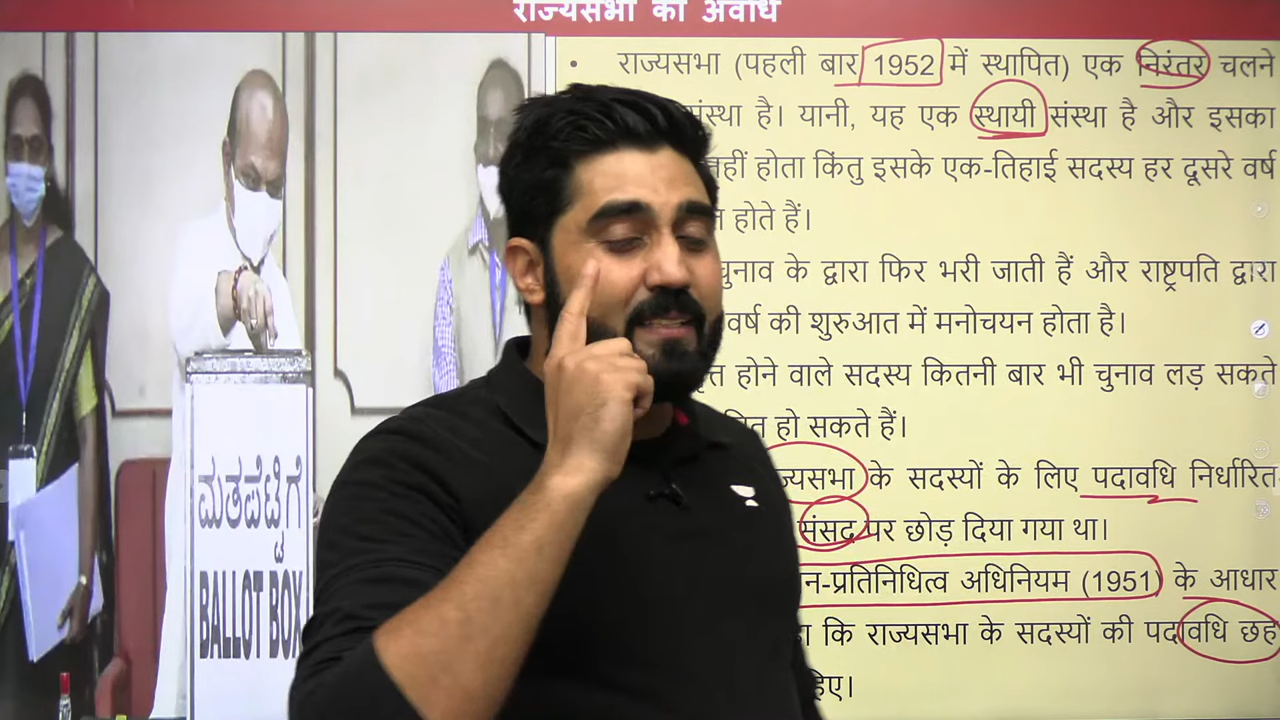 राज्यसभा की अवधि
राज्यसभा (पहली बार 1952 में स्थापित) एक निरंतर चलने
संस्था है। यानी, यह एक स्थायी संस्था है और इसका
नहीं होता किंतु इसके एक-तिहाई सदस्य हर दूसरे वर्ष
होते हैं।
चुनाव के द्वारा फिर भरी जाती हैं और राष्ट्रपति द्वारा
वर्ष की शुरुआत में मनोचयन होता है।
होने वाले सदस्य कितनी बार भी चुनाव लड़ सकते
हो सकते हैं।
ज्यसभा के सदस्यों के लिए पदावधि निर्धारित
संसद पर छोड़ दिया गया था।
न-प्रतिनिधित्व अधिनियम (1951) के आधार
कि राज्यसभा के सदस्यों की पदावधि छह
हिए।
ಮತಪೆಟ್ಟಿಗೆ
BALLOT BOX